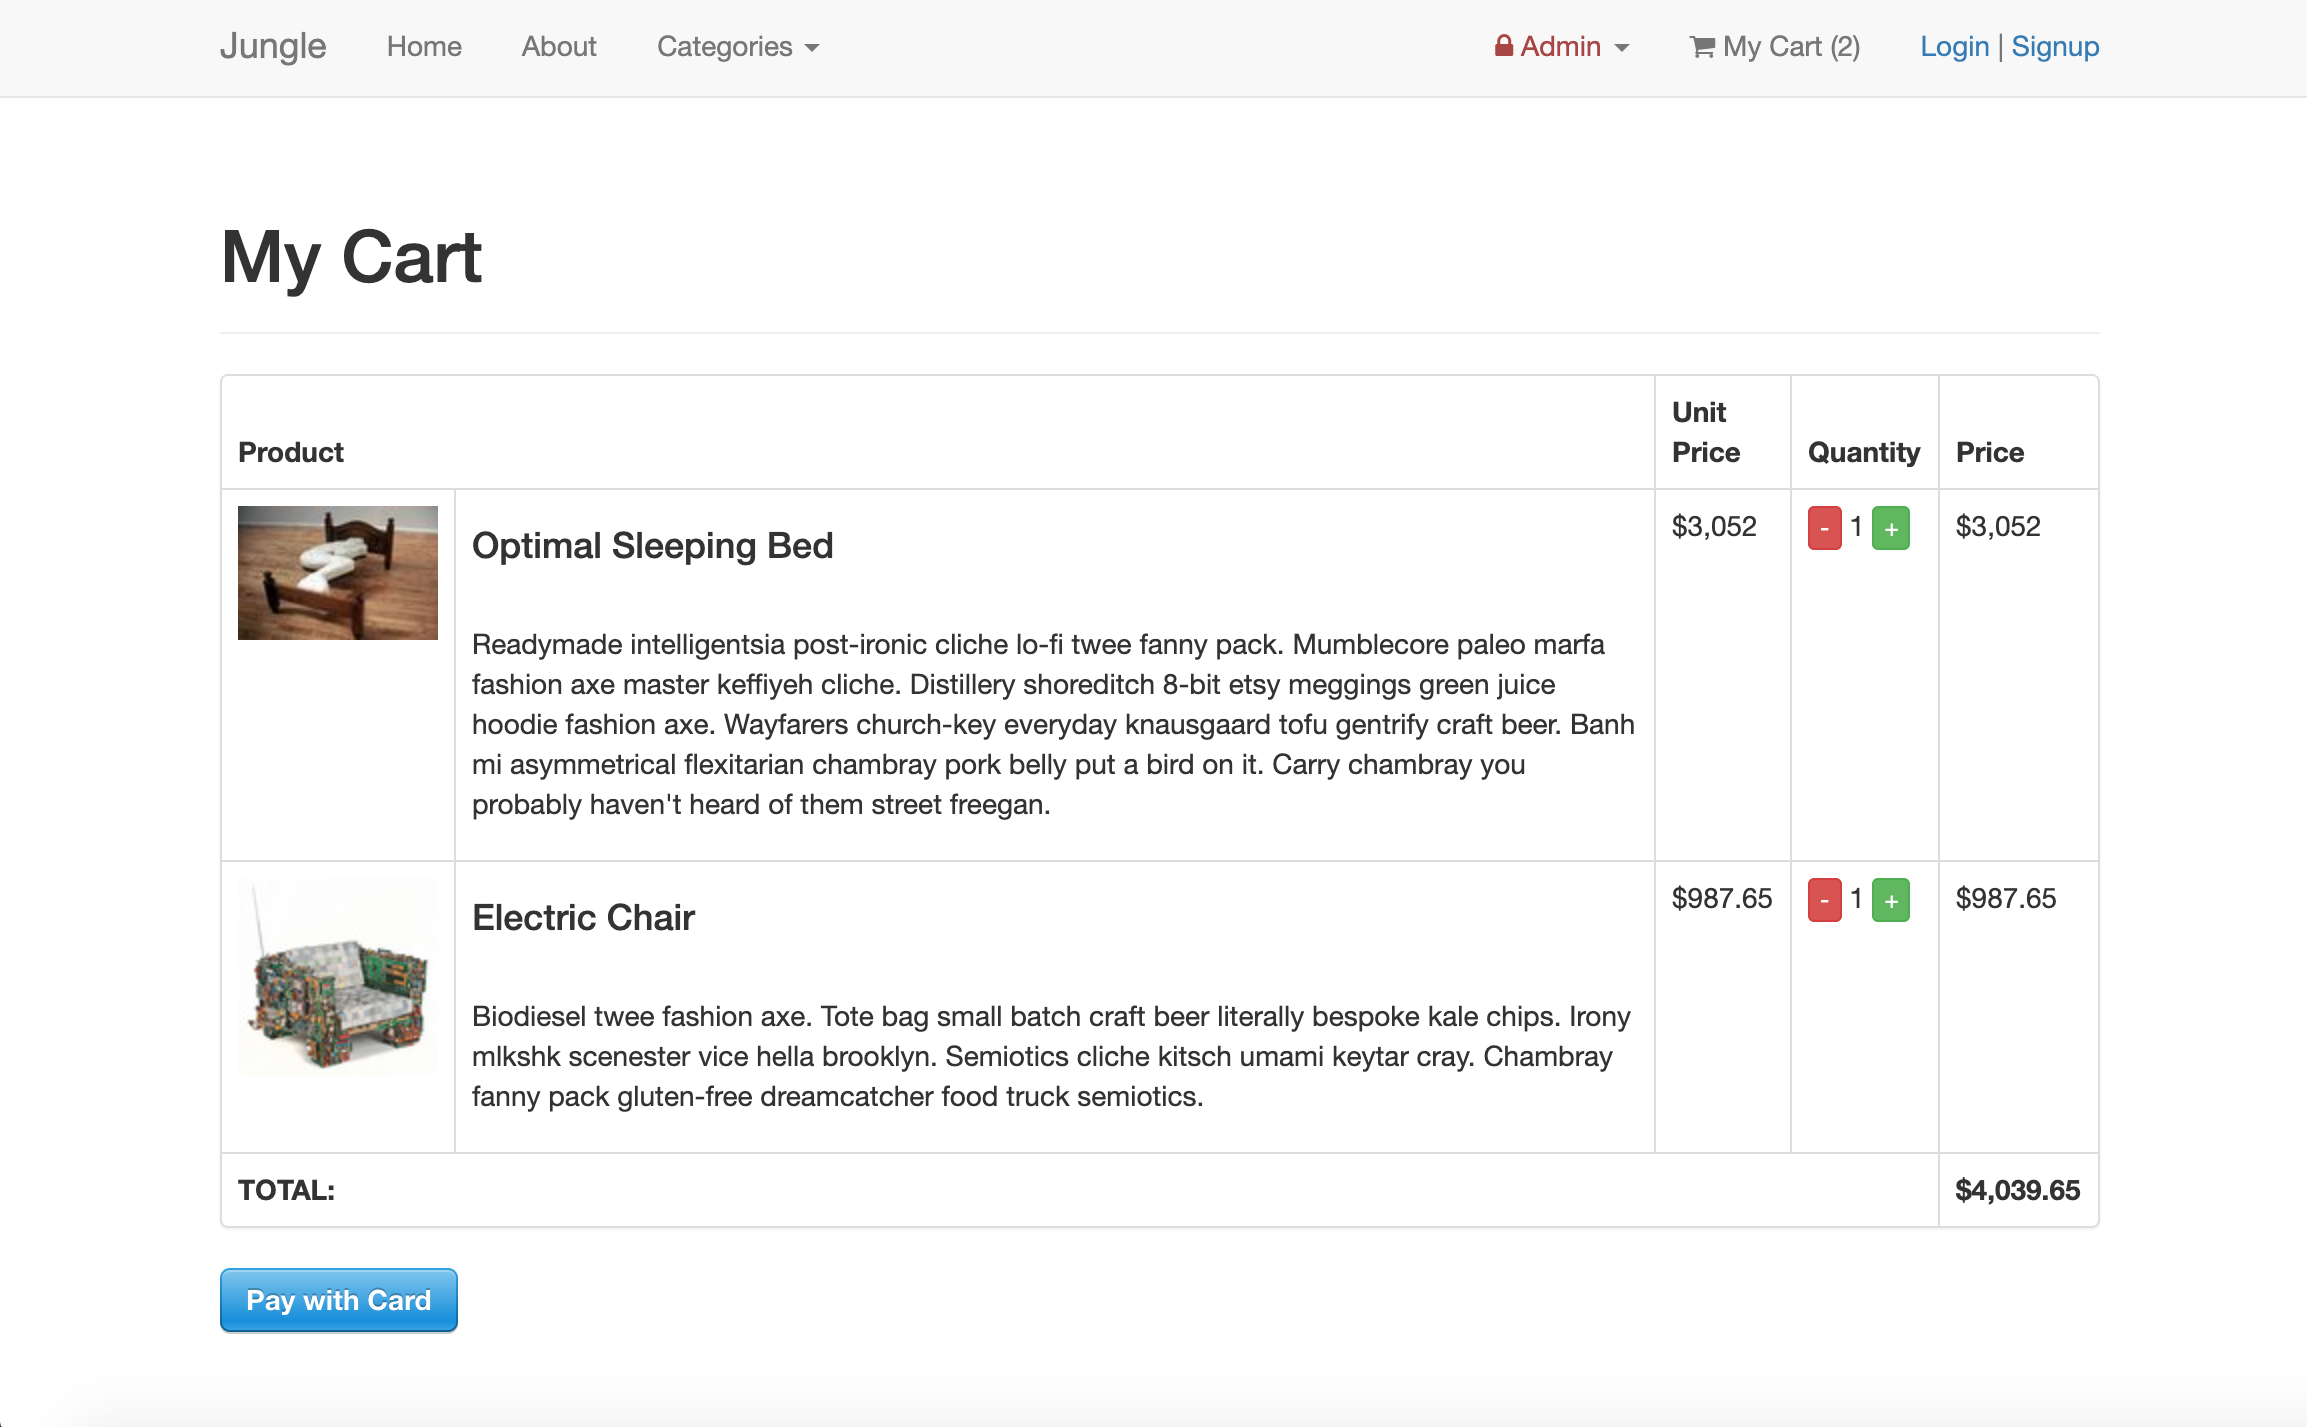 Jungle Home About Categories Admin My Cart (2) Login | Signup
My Cart
Product Unit Price Quantity Price
Optimal Sleeping Bed $3,052 - 1 + $3,052
Readymade intelligentsia post-ironic cliche lo-fi twee fanny pack. Mumblecore paleo marfa
fashion axe master keffiyeh cliche. Distillery shoreditch 8-bit etsy meggings green juice
hoodie fashion axe. Wayfarers church-key everyday knausgaard tofu gentrify craft beer. Banh
mi asymmetrical flexitarian chambray pork belly put a bird on it. Carry chambray you
probably haven't heard of them street freegan.
Electric Chair $987.65 - 1 + $987.65
Biodiesel twee fashion axe. Tote bag small batch craft beer literally bespoke kale chips. Irony
mlkshk scenester vice hella brooklyn. Semiotics cliche kitsch umami keytar cray. Chambray
fanny pack gluten-free dreamcatcher food truck semiotics.
TOTAL: $4,039.65
Pay with Card